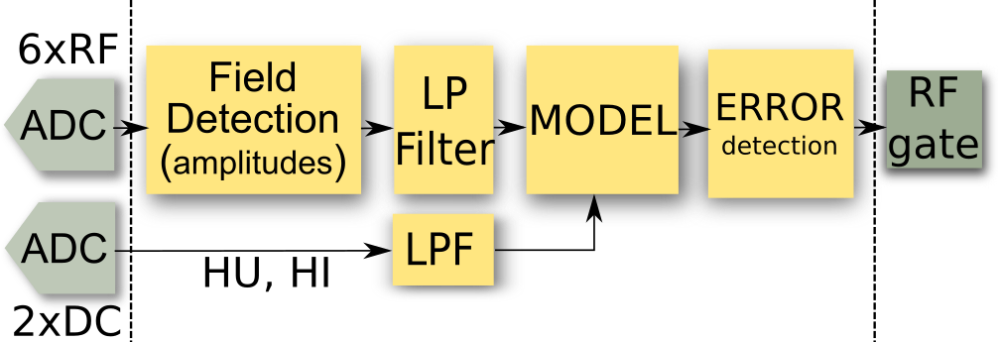 6xRF
ADC
Field
Detection
(amplitudes)
LP
Filter
MODEL
ERROR
detection
RF
gate
ADC
HU, HI
LPF
2xDC